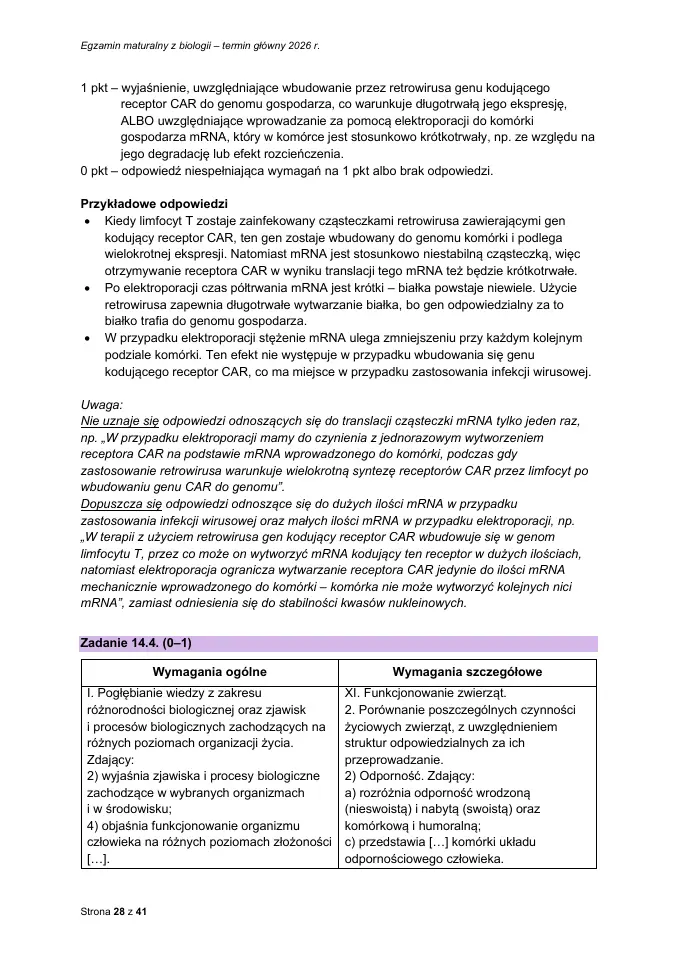 Egzamin maturalny z biologii – termin główny 2026 r.
1 pkt – wyjaśnienie, uwzględniające wbudowanie przez retrowirusa genu kodującego
receptor CAR do genomu gospodarza, co warunkuje długotrwałą jego ekspresję,
ALBO uwzględniające wprowadzanie za pomocą elektroporacji do komórki
gospodarza mRNA, który w komórce jest stosunkowo krótkotrwały, np. ze względu na
jego degradację lub efekt rozcieńczenia.
0 pkt – odpowiedź niespełniająca wymagań na 1 pkt albo brak odpowiedzi.
Przykładowe odpowiedzi
• Kiedy limfocyt T zostaje zainfekowany cząsteczkami retrowirusa zawierającymi gen
kodujący receptor CAR, ten gen zostaje wbudowany do genomu komórki i podlega
wielokrotnej ekspresji. Natomiast mRNA jest stosunkowo niestabilną cząsteczką, więc
otrzymywanie receptora CAR w wyniku translacji tego mRNA też będzie krótkotrwałe.
• Po elektroporacji czas półtrwania mRNA jest krótki – białka powstaje niewiele. Użycie
retrowirusa zapewnia długotrwałe wytwarzanie białka, bo gen odpowiedzialny za to
białko trafia do genomu gospodarza.
• W przypadku elektroporacji stężenie mRNA ulega zmniejszeniu przy każdym kolejnym
podziale komórki. Ten efekt nie występuje w przypadku wbudowania się genu
kodującego receptor CAR, co ma miejsce w przypadku zastosowania infekcji wirusowej.
Uwaga:
Nie uznaje się odpowiedzi odnoszących się do translacji cząsteczki mRNA tylko jeden raz,
np. „W przypadku elektroporacji mamy do czynienia z jednorazowym wytworzeniem
receptora CAR na podstawie mRNA wprowadzonego do komórki, podczas gdy
zastosowanie retrowirusa warunkuje wielokrotną syntezę receptorów CAR przez limfocyt po
wbudowaniu genu CAR do genomu”.
Dopuszcza się odpowiedzi odnoszące się do dużych ilości mRNA w przypadku
zastosowania infekcji wirusowej oraz małych ilości mRNA w przypadku elektroporacji, np.
„W terapii z użyciem retrowirusa gen kodujący receptor CAR wbudowuje się w genom
limfocytu T, przez co może on wytworzyć mRNA kodujący ten receptor w dużych ilościach,
natomiast elektroporacja ogranicza wytwarzanie receptora CAR jedynie do ilości mRNA
mechanicznie wprowadzonego do komórki – komórka nie może wytworzyć kolejnych nici
mRNA”, zamiast odniesienia się do stabilności kwasów nukleinowych.
Zadanie 14.4. (0–1)
Wymagania ogólne
I. Pogłębianie wiedzy z zakresu
różnorodności biologicznej oraz zjawisk
i procesów biologicznych zachodzących na
różnych poziomach organizacji życia.
Zdający:
2) wyjaśnia zjawiska i procesy biologiczne
zachodzące w wybranych organizmach
i w środowisku;
4) objaśnia funkcjonowanie organizmu
człowieka na różnych poziomach złożoności
[…].
Wymagania szczegółowe
XI. Funkcjonowanie zwierząt.
2. Porównanie poszczególnych czynności
życiowych zwierząt, z uwzględnieniem
struktur odpowiedzialnych za ich
przeprowadzanie.
2) Odporność. Zdający:
a) rozróżnia odporność wrodzoną
(nieswoistą) i nabytą (swoistą) oraz
komórkową i humoralną;
c) przedstawia […] komórki układu
odpornościowego człowieka.
Strona 28 z 41